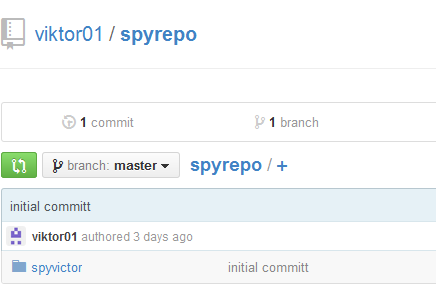 viktor01 / spyrepo
1 commit 1 branch
branch: master spyrepo / +
initial committ
viktor01 authored 3 days ago
spyvictor initial committ